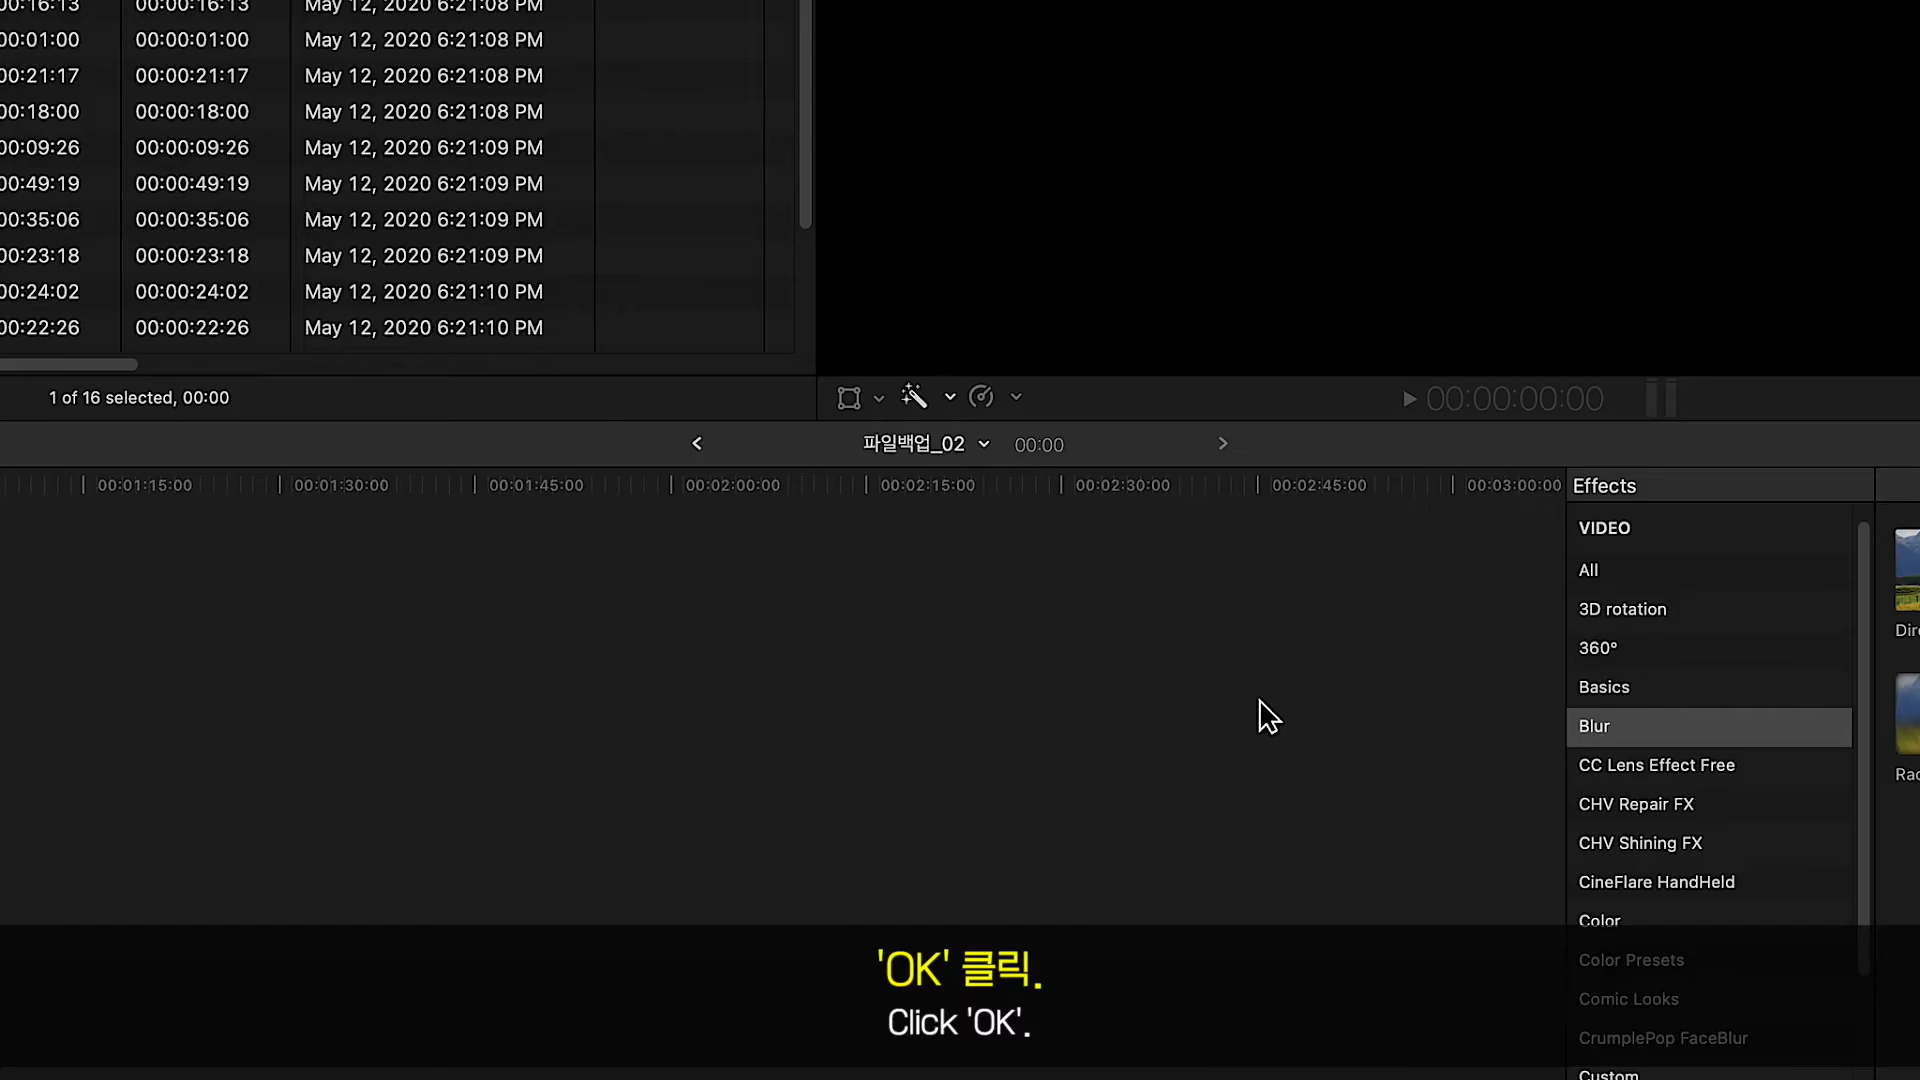 00:16:13 00:00:16:13 May 12, 2020 6:21:08 PM
00:01:00 00:00:01:00 May 12, 2020 6:21:08 PM
00:21:17 00:00:21:17 May 12, 2020 6:21:08 PM
00:18:00 00:00:18:00 May 12, 2020 6:21:08 PM
00:09:26 00:00:09:26 May 12, 2020 6:21:09 PM
00:49:19 00:00:49:19 May 12, 2020 6:21:09 PM
00:35:06 00:00:35:06 May 12, 2020 6:21:09 PM
00:23:18 00:00:23:18 May 12, 2020 6:21:09 PM
00:24:02 00:00:24:02 May 12, 2020 6:21:10 PM
00:22:26 00:00:22:26 May 12, 2020 6:21:10 PM
1 of 16 selected, 00:00
00:00:00:00
파일백업_02 00:00
00:01:15:00 00:01:30:00 00:01:45:00 00:02:00:00 00:02:15:00 00:02:30:00 00:02:45:00 00:03:00:00
Effects
VIDEO
All
3D rotation
360°
Basics
Blur
CC Lens Effect Free
CHV Repair FX
CHV Shining FX
CineFlare HandHeld
Color
Color Presets
Comic Looks
CrumplePop FaceBlur
Custom
Dire
Rad
'OK' 클릭.
Click 'OK'.